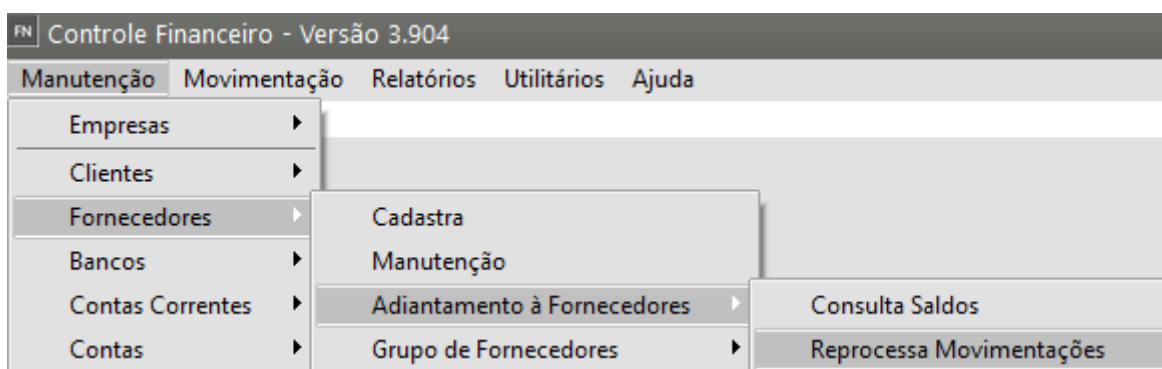 FN Controle Financeiro - Versão 3.904
Manutenção Movimentação Relatórios Utilitários Ajuda
Empresas
Clientes
Fornecedores
Cadastra
Bancos
Manutenção
Contas Correntes
Adiantamento à Fornecedores
Consulta Saldos
Contas
Grupo de Fornecedores
Reprocessa Movimentações